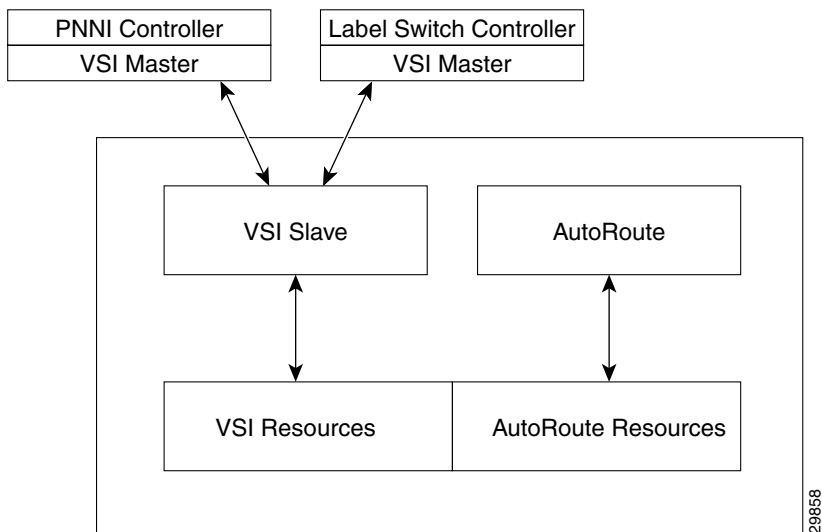 PNNI Controller
VSI Master
Label Switch Controller
VSI Master
VSI Slave
AutoRoute
VSI Resources
AutoRoute Resources
29858